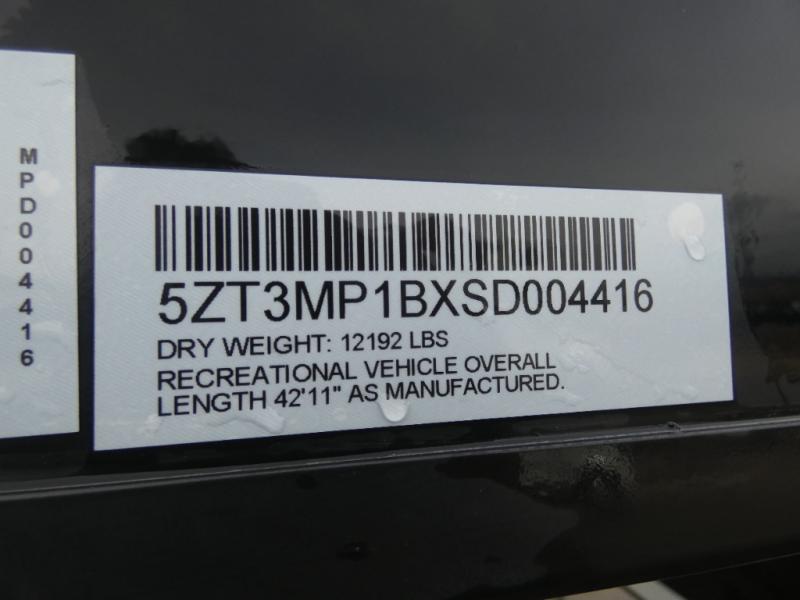 MPD004416
5ZT3MP1BXSD004416
DRY WEIGHT: 12192 LBS
RECREATIONAL VEHICLE OVERALL
LENGTH 42'11" AS MANUFACTURED.